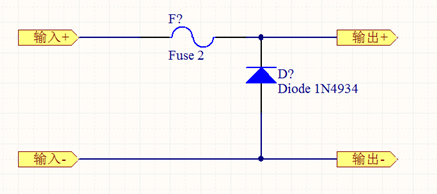 F?
输入+
输出+
Fuse 2
D?
Diode 1N4934
输入-
输出-